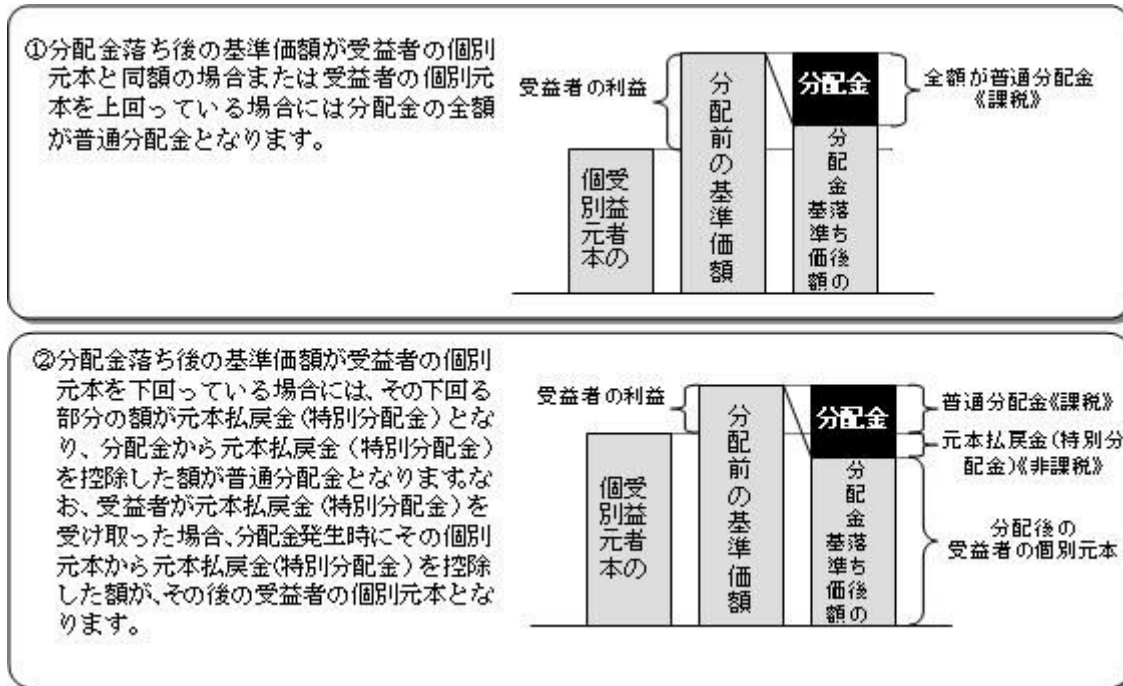 ①分配金落ち後の基準価額が受益者の個別
元本と同額の場合または受益者の個別元
本を上回っている場合には分配金の全額
が普通分配金となります。
受益者の利益
受益者の
個別元本
分配前の基準価額
分配金
分配金落ち後の
基準価額
全額が普通分配金
《課税》
②分配金落ち後の基準価額が受益者の個別
元本を下回っている場合には、その下回る
部分の額が元本払戻金(特別分配金)とな
り、分配金から元本払戻金(特別分配金)
を控除した額が普通分配金となります。な
お、受益者が元本払戻金(特別分配金)を
受け取った場合、分配金発生時にその個別
元本から元本払戻金(特別分配金)を控除
した額が、その後の受益者の個別元本とな
ります。
受益者の利益
受益者の
個別元本
分配前の基準価額
分配金
分配金落ち後の
基準価額
普通分配金《課税》
元本払戻金(特別分
配金)《非課税》
分配後の
受益者の個別元本